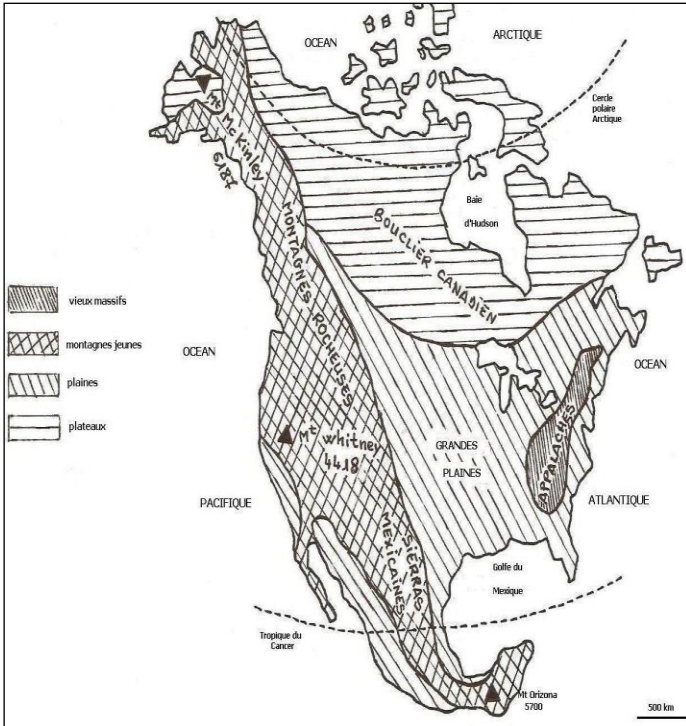 OCEAN
ARCTIQUE
Cercle
polaire
Arctique
Mt McKinley
6187
Baie
d'Hudson
BOUCLIER CANADIEN
MONTAGNES ROCHEUSES
vieux massifs
montagnes jeunes
plaines
plateaux
OCEAN
PACIFIQUE
OCEAN
ATLANTIQUE
Mt Whitney
4418
GRANDES
PLAINES
APPALACHES
SIERRAS
MEXICAINES
Golfe du
Mexique
Tropique du
Cancer
Mt Orizona
5700
500 km